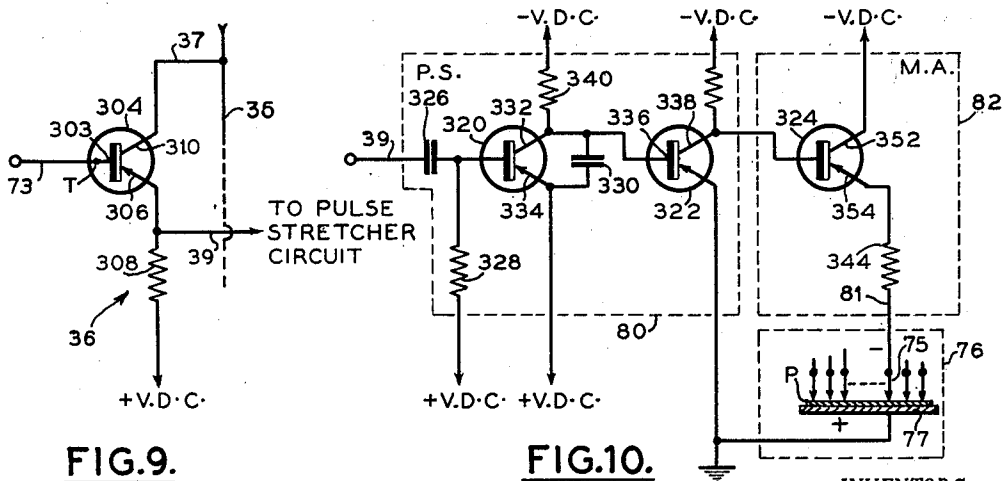 37
304
303
310
35
73
T
306
39
TO PULSE
STRETCHER
CIRCUIT
308
36
+V.D.C.
FIG.9.
-V.D.C.
-V.D.C.
-V.D.C.
P.S.
M.A.
340
82
326
332
338
320
336
324
352
39
330
334
322
354
328
344
81
80
75
76
P
-
+
77
+V.D.C.
+V.D.C.
FIG.10.